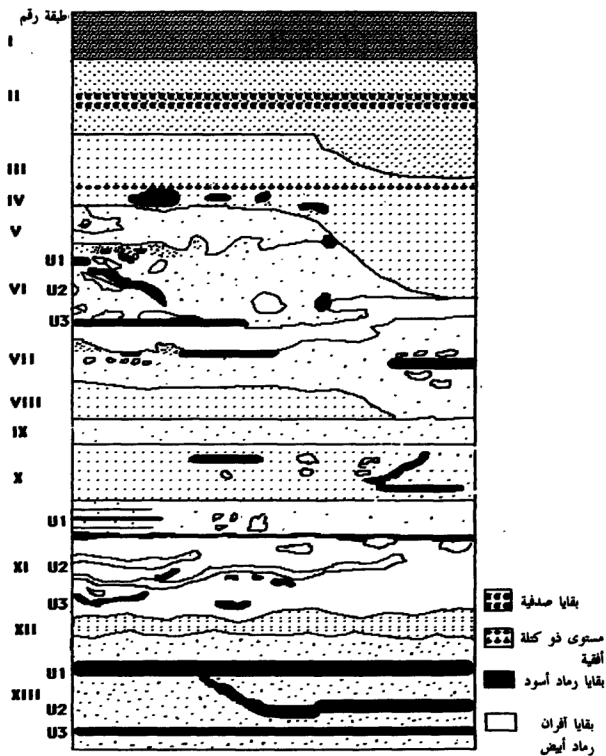 طبقة رقم
I
II
III
IV
V
U1
VI U2
U3
VII
VIII
IX
X
U1
XI U2
U3
XII
U1
XIII
U2
U3
بقايا صدفية
مستوى ذو كتلة
أفقية
بقايا رماد أسود
بقايا أفران
رماد أبيض